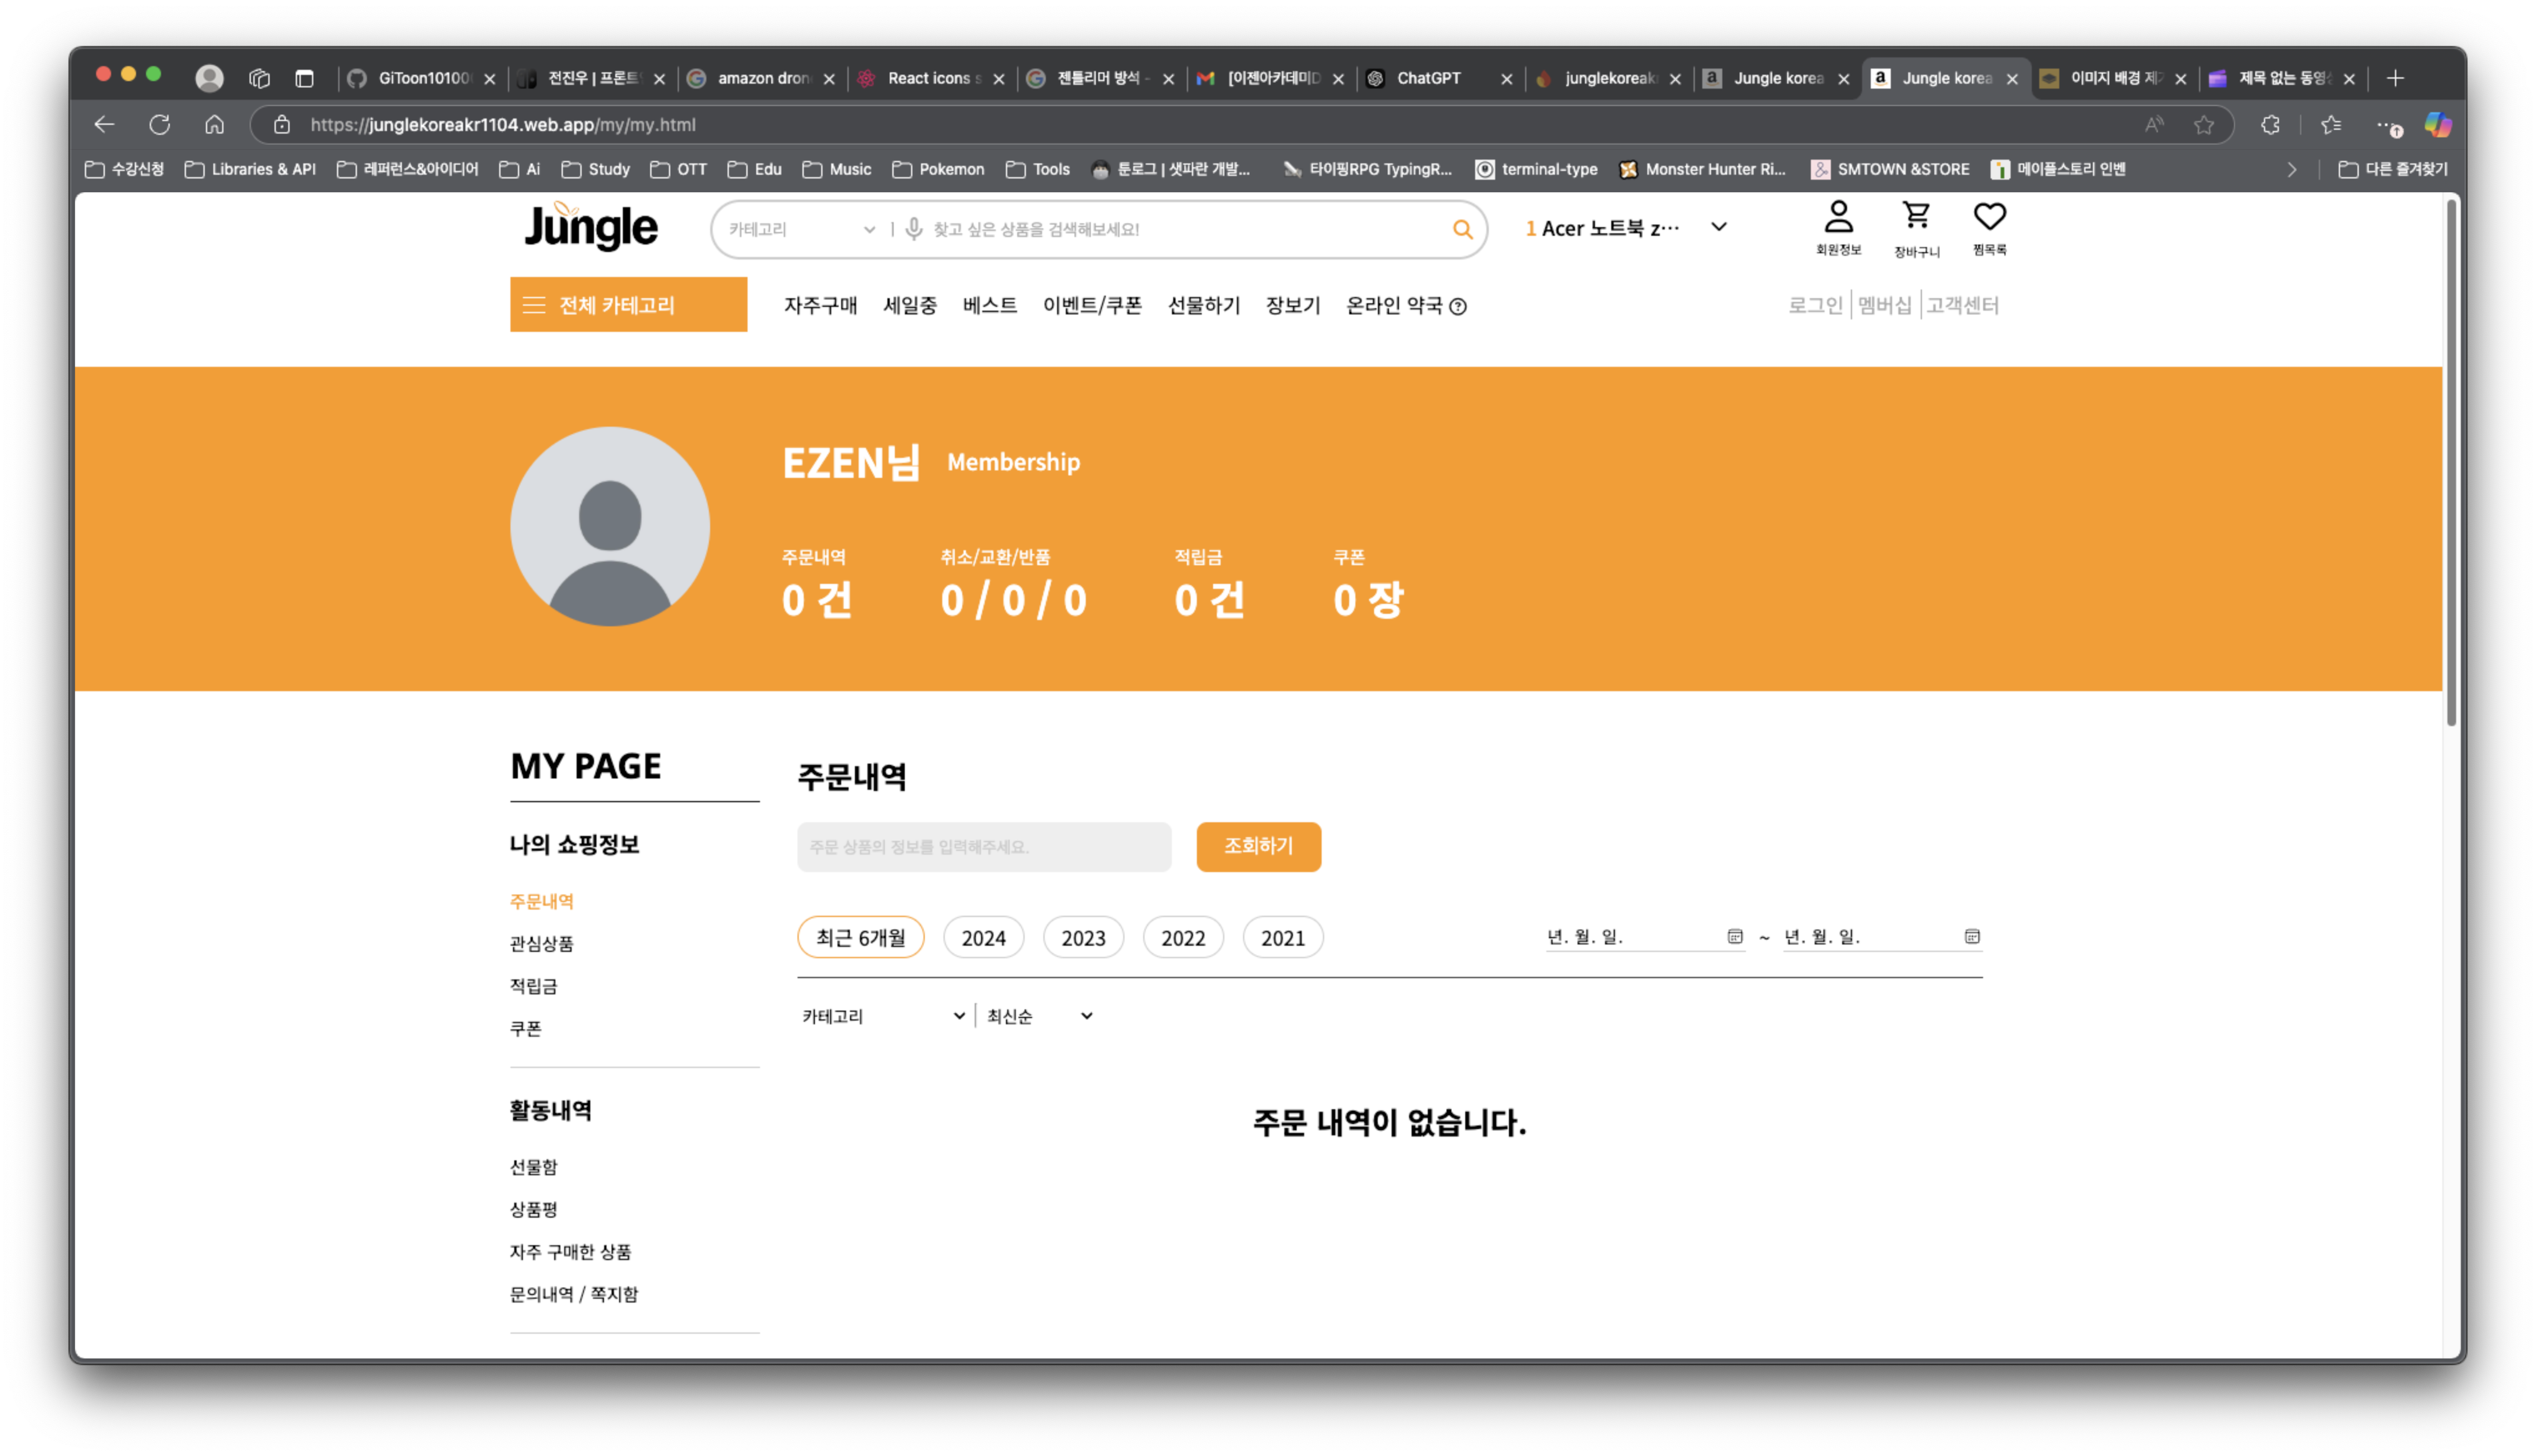 GiToon1010
전진우 | 프론트
amazon dron
React icons s
젠틀리머 방석 -
[이젠아카데미D
ChatGPT
junglekoreak
Jungle korea
Jungle korea
이미지 배경 제
제목 없는 동영상
https://junglekoreakr1104.web.app/my/my.html
수강신청
Libraries & API
레퍼런스&아이디어
Ai
Study
OTT
Edu
Music
Pokemon
Tools
툰로그 | 샛파란 개발...
타이핑RPG TypingR...
terminal-type
Monster Hunter Ri...
SMTOWN &STORE
메이플스토리 인벤
다른 즐겨찾기
Jungle
카테고리
찾고 싶은 상품을 검색해보세요!
1 Acer 노트북 z…
회원정보
장바구니
찜목록
전체 카테고리
자주구매
세일중
베스트
이벤트/쿠폰
선물하기
장보기
온라인 약국
로그인
멤버십
고객센터
EZEN님
Membership
주문내역
취소/교환/반품
적립금
쿠폰
0 건
0 / 0 / 0
0 건
0 장
MY PAGE
나의 쇼핑정보
주문내역
관심상품
적립금
쿠폰
활동내역
선물함
상품평
자주 구매한 상품
문의내역 / 쪽지함
주문내역
주문 상품의 정보를 입력해주세요.
조회하기
최근 6개월
2024
2023
2022
2021
년. 월. 일.
~
년. 월. 일.
카테고리
최신순
주문 내역이 없습니다.